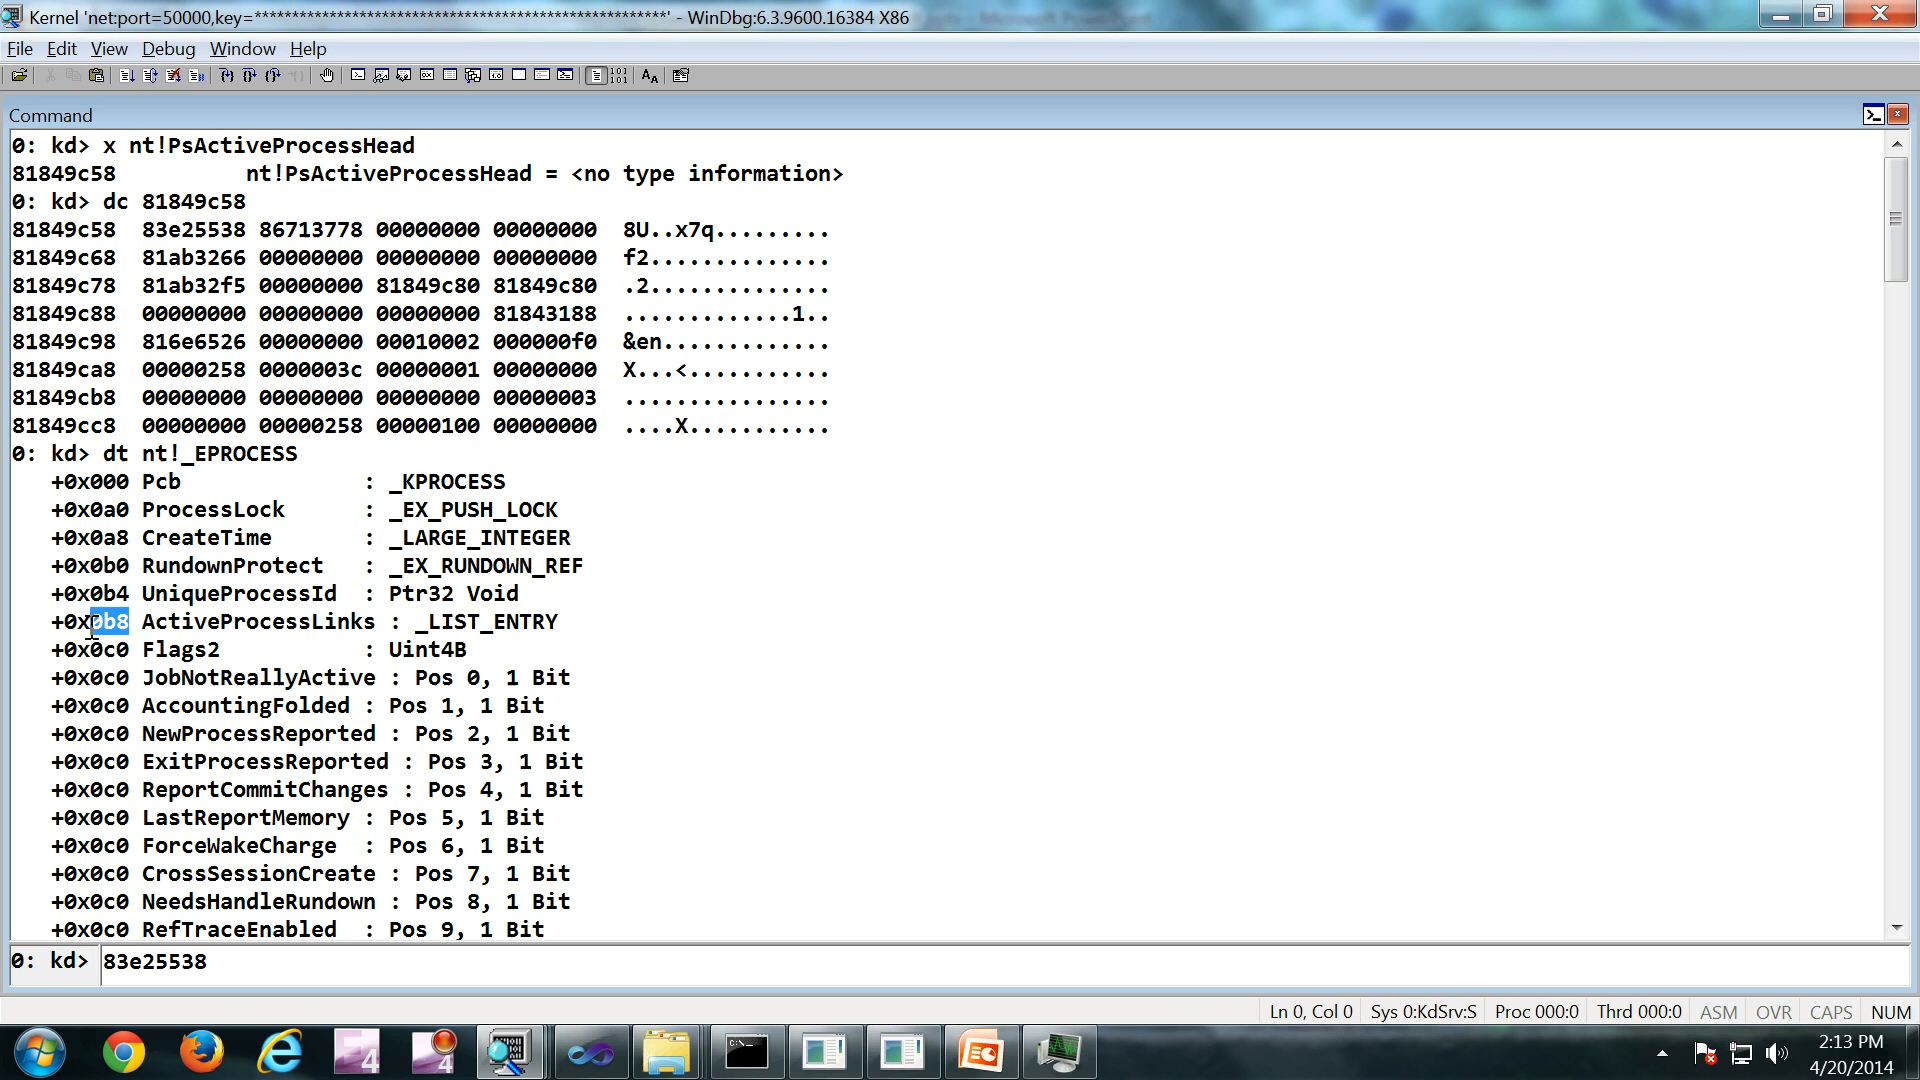 Kernel 'net:port=50000,key=*******************************************************' - WinDbg:6.3.9600.16384 X86
File Edit View Debug Window Help
Command
0: kd> x nt!PsActiveProcessHead
81849c58          nt!PsActiveProcessHead = <no type information>
0: kd> dc 81849c58
81849c58  83e25538 86713778 00000000 00000000  8U..x7q.........
81849c68  81ab3266 00000000 00000000 00000000  f2..............
81849c78  81ab32f5 00000000 81849c80 81849c80  .2..............
81849c88  00000000 00000000 00000000 81843188  .............1..
81849c98  816e6526 00000000 00010002 000000f0  &en.............
81849ca8  00000258 0000003c 00000001 00000000  X...<...........
81849cb8  00000000 00000000 00000000 00000003  ................
81849cc8  00000000 00000258 00000100 00000000  ....X...........
0: kd> dt nt!_EPROCESS
+0x000 Pcb              : _KPROCESS
+0x0a0 ProcessLock      : _EX_PUSH_LOCK
+0x0a8 CreateTime       : _LARGE_INTEGER
+0x0b0 RundownProtect   : _EX_RUNDOWN_REF
+0x0b4 UniqueProcessId  : Ptr32 Void
+0x0b8 ActiveProcessLinks : _LIST_ENTRY
+0x0c0 Flags2           : Uint4B
+0x0c0 JobNotReallyActive : Pos 0, 1 Bit
+0x0c0 AccountingFolded : Pos 1, 1 Bit
+0x0c0 NewProcessReported : Pos 2, 1 Bit
+0x0c0 ExitProcessReported : Pos 3, 1 Bit
+0x0c0 ReportCommitChanges : Pos 4, 1 Bit
+0x0c0 LastReportMemory : Pos 5, 1 Bit
+0x0c0 ForceWakeCharge  : Pos 6, 1 Bit
+0x0c0 CrossSessionCreate : Pos 7, 1 Bit
+0x0c0 NeedsHandleRundown : Pos 8, 1 Bit
+0x0c0 RefTraceEnabled  : Pos 9, 1 Bit
0: kd> 83e25538
Ln 0, Col 0 Sys 0:KdSrv:S Proc 000:0 Thrd 000:0 ASM OVR CAPS NUM
2:13 PM
4/20/2014